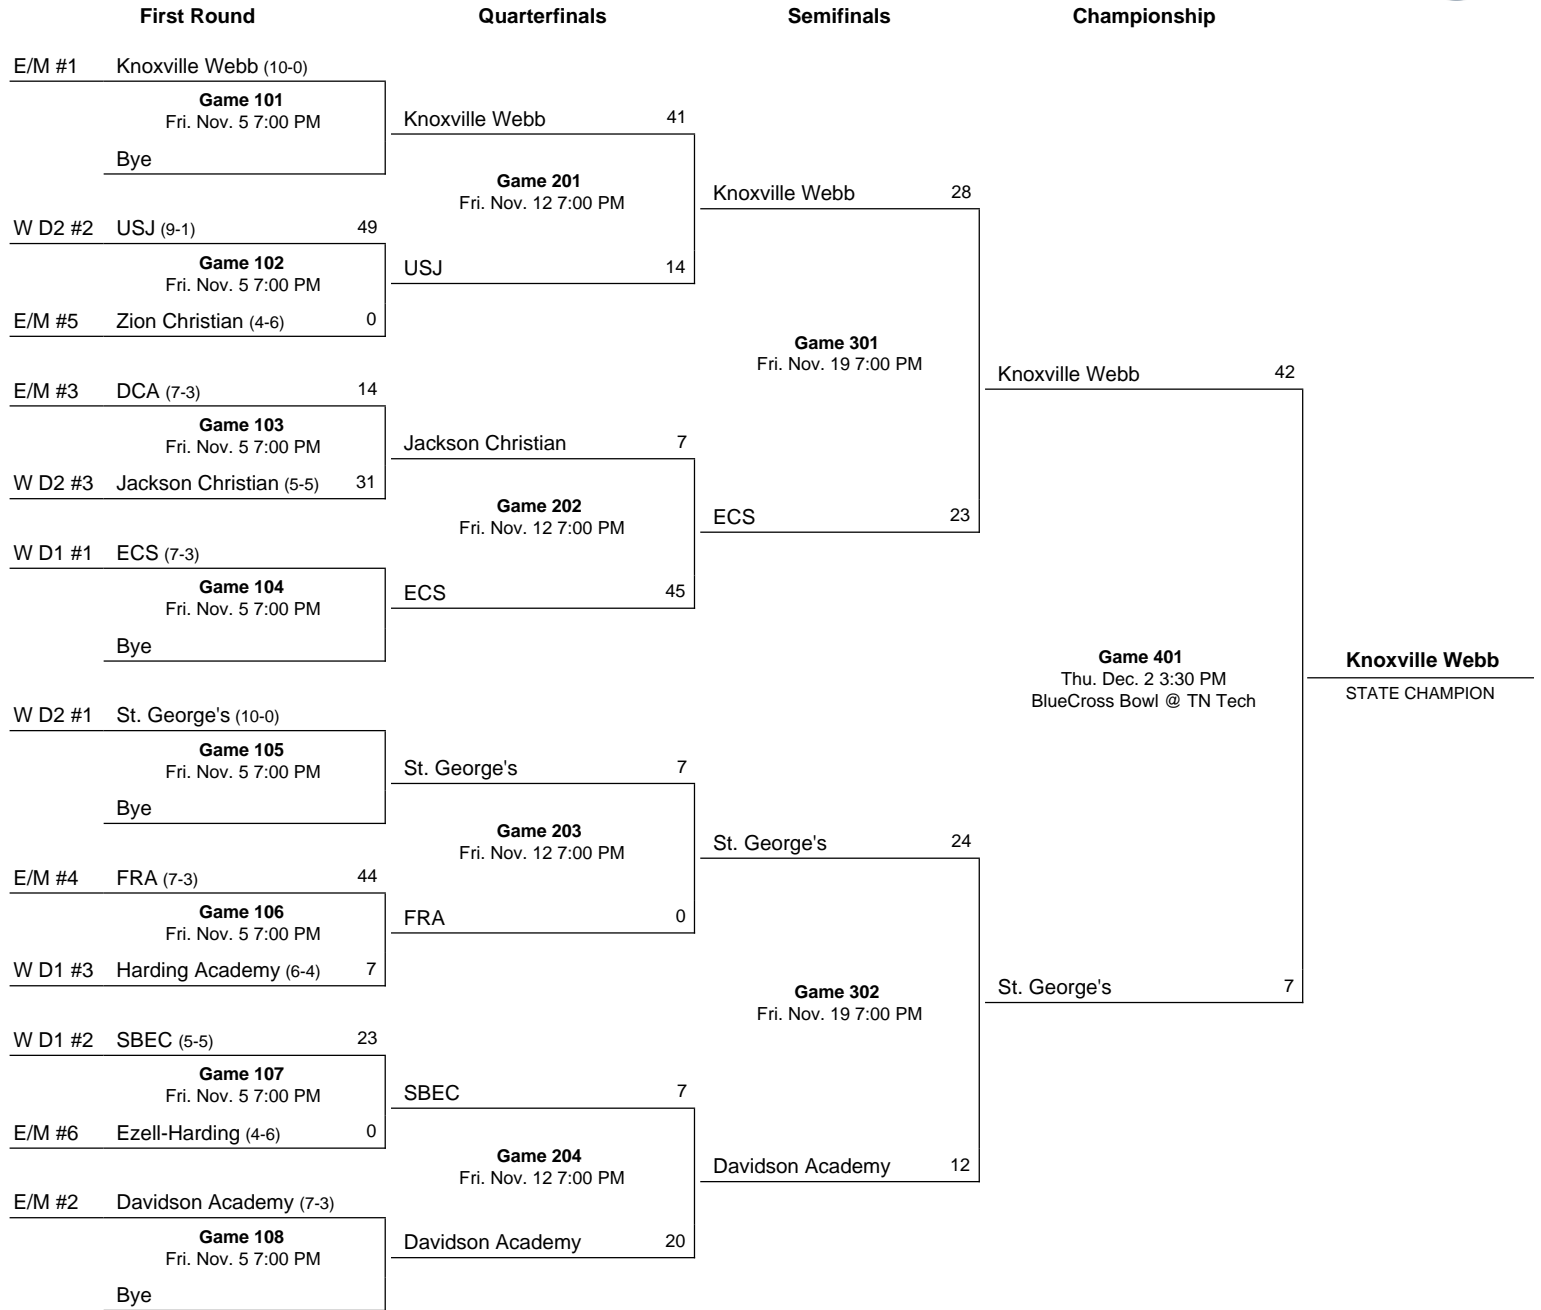 First Round
Quarterfinals
Semifinals
Championship
E/M #1 Knoxville Webb (10-0)
Game 101
Fri. Nov. 5 7:00 PM
Bye
W D2 #2 USJ (9-1) 49
Game 102
Fri. Nov. 5 7:00 PM
E/M #5 Zion Christian (4-6) 0
E/M #3 DCA (7-3) 14
Game 103
Fri. Nov. 5 7:00 PM
W D2 #3 Jackson Christian (5-5) 31
W D1 #1 ECS (7-3)
Game 104
Fri. Nov. 5 7:00 PM
Bye
W D2 #1 St. George's (10-0)
Game 105
Fri. Nov. 5 7:00 PM
Bye
E/M #4 FRA (7-3) 44
Game 106
Fri. Nov. 5 7:00 PM
W D1 #3 Harding Academy (6-4) 7
W D1 #2 SBEC (5-5) 23
Game 107
Fri. Nov. 5 7:00 PM
E/M #6 Ezell-Harding (4-6) 0
E/M #2 Davidson Academy (7-3)
Game 108
Fri. Nov. 5 7:00 PM
Bye
Knoxville Webb 41
Game 201
Fri. Nov. 12 7:00 PM
USJ 14
Jackson Christian 7
Game 202
Fri. Nov. 12 7:00 PM
ECS 45
St. George's 7
Game 203
Fri. Nov. 12 7:00 PM
FRA 0
SBEC 7
Game 204
Fri. Nov. 12 7:00 PM
Davidson Academy 20
Knoxville Webb 28
Game 301
Fri. Nov. 19 7:00 PM
ECS 23
St. George's 24
Game 302
Fri. Nov. 19 7:00 PM
Davidson Academy 12
Knoxville Webb 42
Game 401
Thu. Dec. 2 3:30 PM
BlueCross Bowl @ TN Tech
St. George's 7
Knoxville Webb
STATE CHAMPION